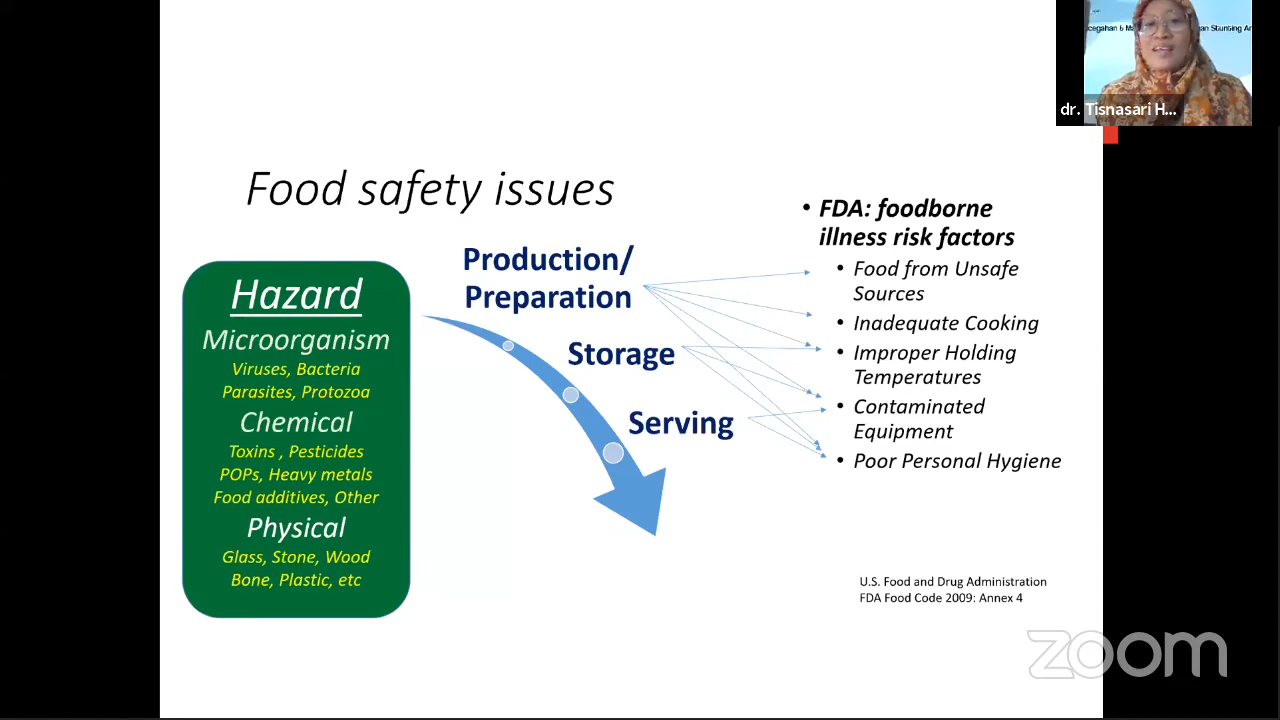 dr. Tisnasari H...
Food safety issues
Hazard
Microorganism
Viruses, Bacteria
Parasites, Protozoa
Chemical
Toxins , Pesticides
POPs, Heavy metals
Food additives, Other
Physical
Glass, Stone, Wood
Bone, Plastic, etc
Production/
Preparation
Storage
Serving
• FDA: foodborne
illness risk factors
• Food from Unsafe
Sources
• Inadequate Cooking
• Improper Holding
Temperatures
• Contaminated
Equipment
• Poor Personal Hygiene
U.S. Food and Drug Administration
FDA Food Code 2009: Annex 4
zoom